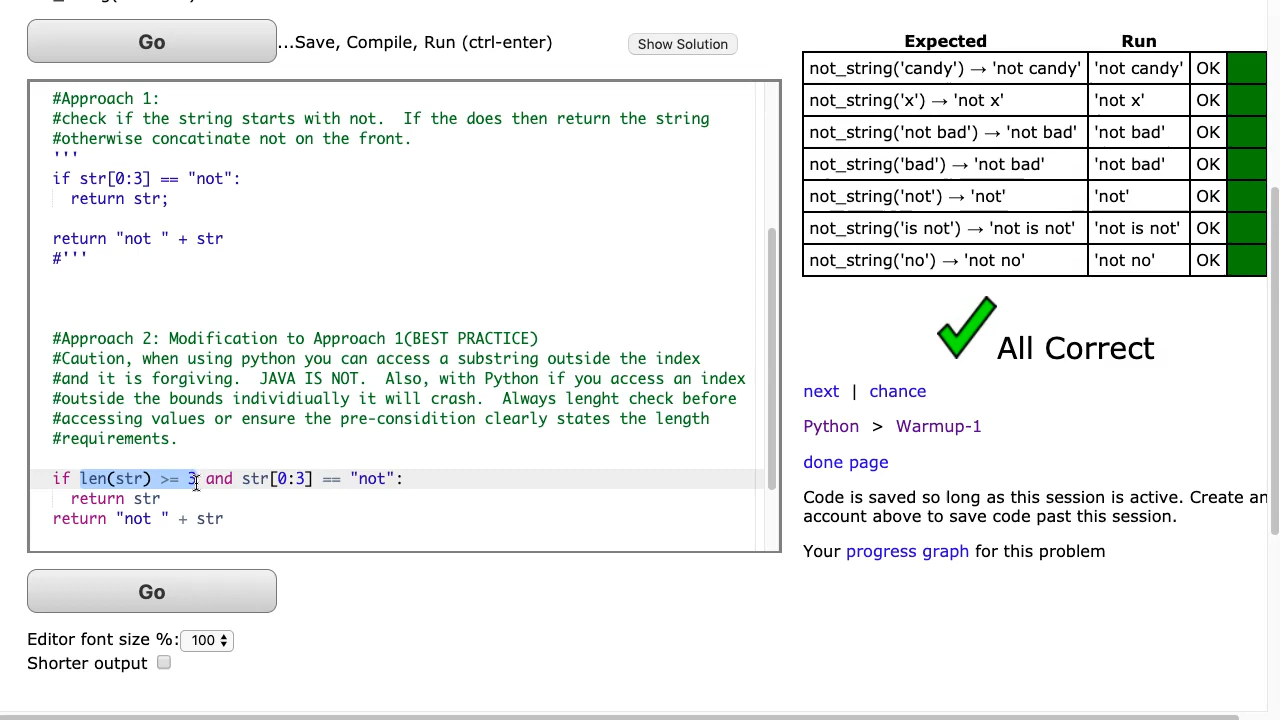 Go ...Save, Compile, Run (ctrl-enter) Show Solution
#Approach 1:
#check if the string starts with not.  If the does then return the string
#otherwise concatinate not on the front.
'''
if str[0:3] == "not":
  return str;
return "not " + str
#'''
#Approach 2: Modification to Approach 1(BEST PRACTICE)
#Caution, when using python you can access a substring outside the index
#and it is forgiving.  JAVA IS NOT.  Also, with Python if you access an index
#outside the bounds individiually it will crash.  Always lenght check before
#accessing values or ensure the pre-considition clearly states the length
#requirements.
if len(str) >= 3 and str[0:3] == "not":
  return str
return "not " + str
Go
Editor font size %: 100
Shorter output
Expected Run
not_string('candy') → 'not candy' 'not candy' OK
not_string('x') → 'not x' 'not x' OK
not_string('not bad') → 'not bad' 'not bad' OK
not_string('bad') → 'not bad' 'not bad' OK
not_string('not') → 'not' 'not' OK
not_string('is not') → 'not is not' 'not is not' OK
not_string('no') → 'not no' 'not no' OK
All Correct
next | chance
Python > Warmup-1
done page
Code is saved so long as this session is active. Create an
account above to save code past this session.
Your progress graph for this problem